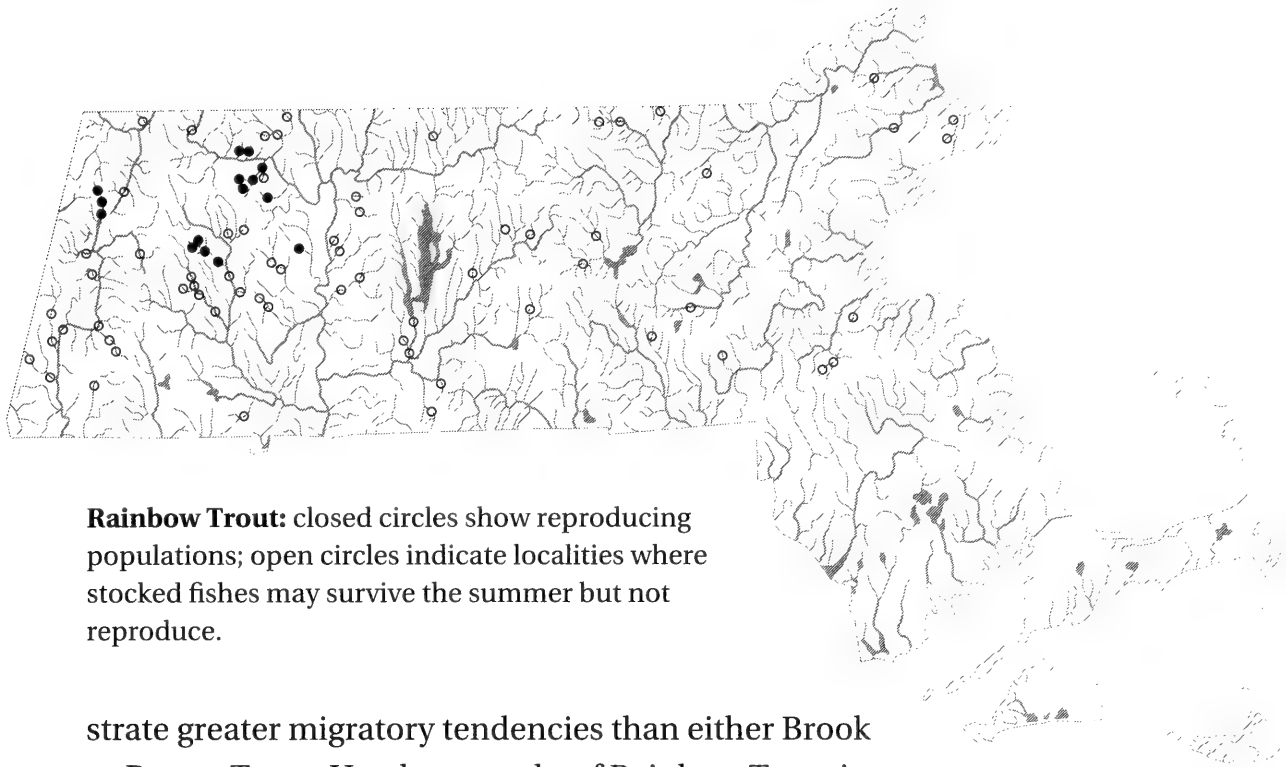 Rainbow Trout: closed circles show reproducing
populations; open circles indicate localities where
stocked fishes may survive the summer but not
reproduce.
strate greater migratory tendencies than either Brook